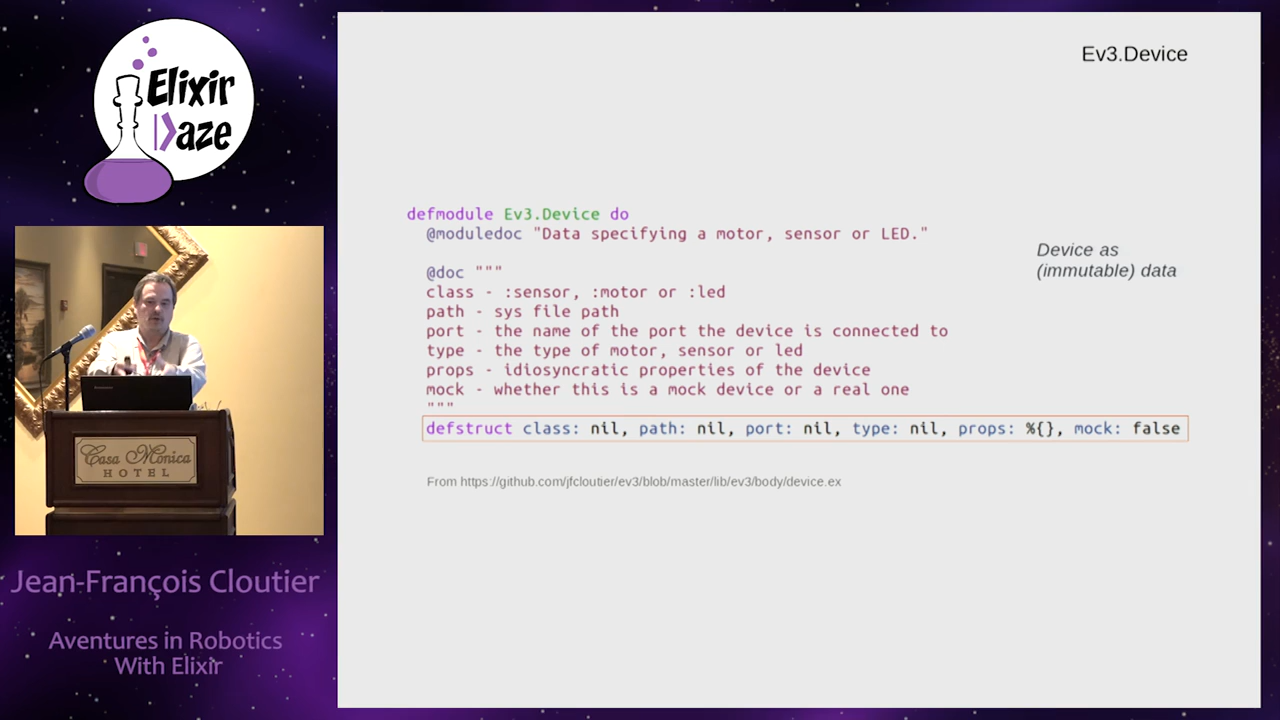 Elixir
Daze
Casa Monica
HOTEL
Jean-François Cloutier
Aventures in Robotics
With Elixir
Ev3.Device
defmodule Ev3.Device do
@moduledoc "Data specifying a motor, sensor or LED."
@doc """
class - :sensor, :motor or :led
path - sys file path
port - the name of the port the device is connected to
type - the type of motor, sensor or led
props - idiosyncratic properties of the device
mock - whether this is a mock device or a real one
"""
defstruct class: nil, path: nil, port: nil, type: nil, props: %{}, mock: false
Device as
(immutable) data
From https://github.com/jfcloutier/ev3/blob/master/lib/ev3/body/device.ex